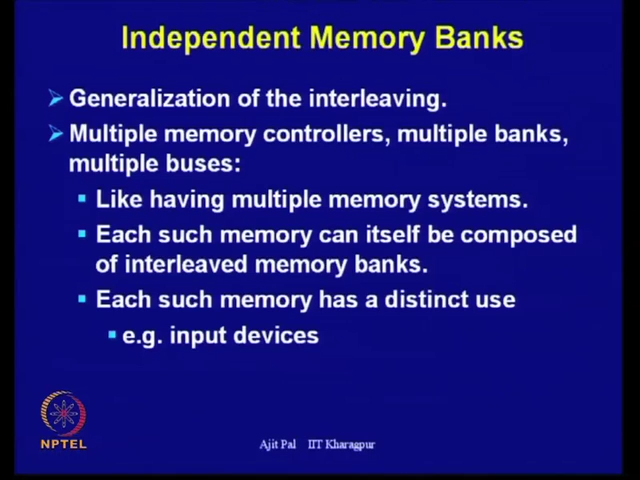 Independent Memory Banks
Generalization of the interleaving.
Multiple memory controllers, multiple banks,
multiple buses:
Like having multiple memory systems.
Each such memory can itself be composed
of interleaved memory banks.
Each such memory has a distinct use
e.g. input devices
NPTEL
Ajit Pal IIT Kharagpur